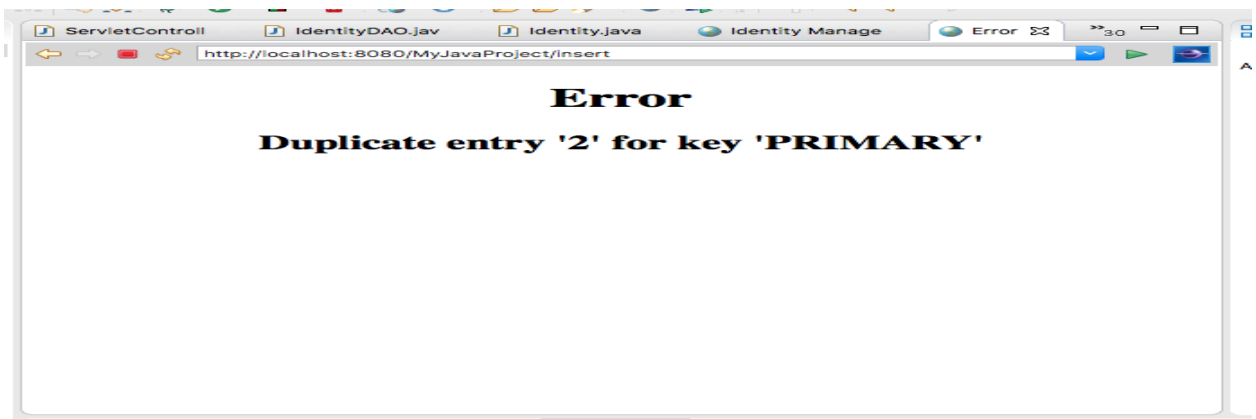 ServletControll IdentityDAO.jav Identity.java Identity Manage Error »30
http://localhost:8080/MyJavaProject/insert
A
Error
Duplicate entry '2' for key 'PRIMARY'